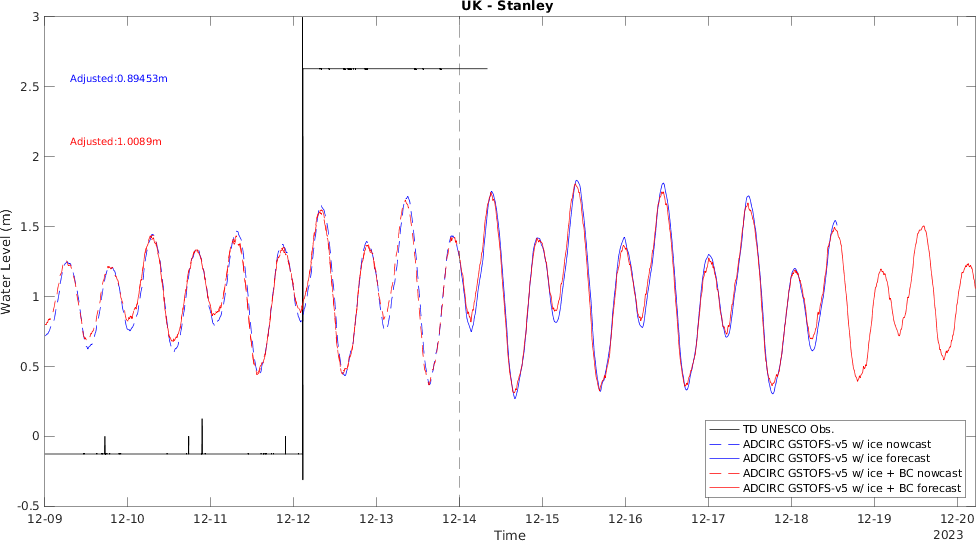 UK - Stanley
Adjusted:0.89453m
Adjusted:1.0089m
Water Level (m)
3
2.5
2
1.5
1
0.5
0
-0.5
TD UNESCO Obs.
ADCIRC GSTOFS-v5 w/ ice nowcast
ADCIRC GSTOFS-v5 w/ ice forecast
ADCIRC GSTOFS-v5 w/ ice + BC nowcast
ADCIRC GSTOFS-v5 w/ ice + BC forecast
12-09 12-10 12-11 12-12 12-13 12-14 12-15 12-16 12-17 12-18 12-19 12-20
Time
2023